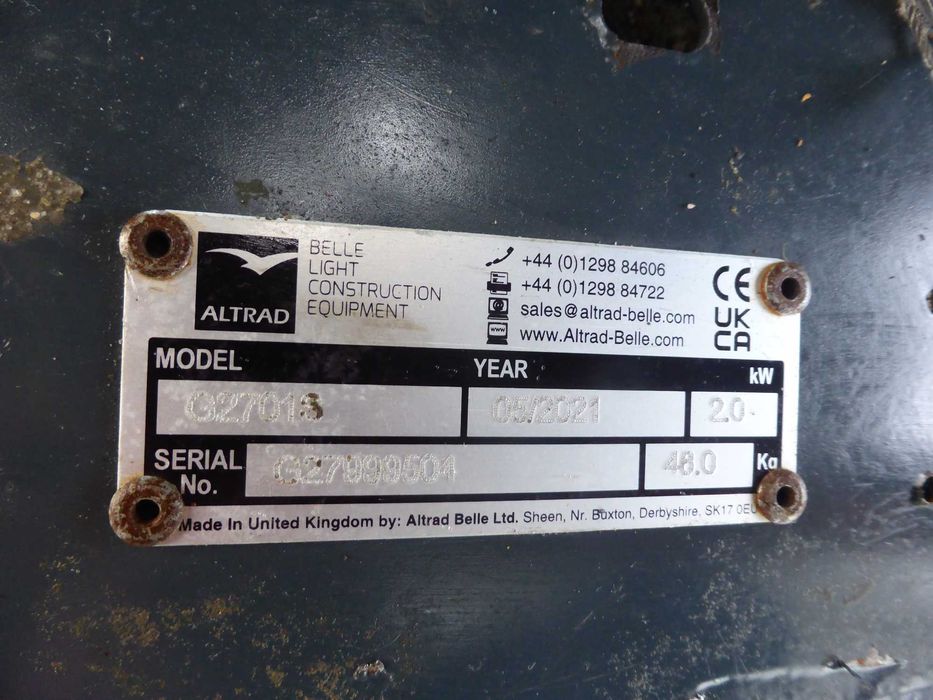 ALTRAD
BELLE
LIGHT
CONSTRUCTION
EQUIPMENT
+44 (0)1298 84606
+44 (0)1298 84722
sales@altrad-belle.com
www.Altrad-Belle.com
CE
UK
CA
MODEL YEAR kW
05/2021 2.0
SERIAL
No.
48.0 Kg
Made In United Kingdom by: Altrad Belle Ltd. Sheen, Nr. Buxton, Derbyshire, SK17 0EU